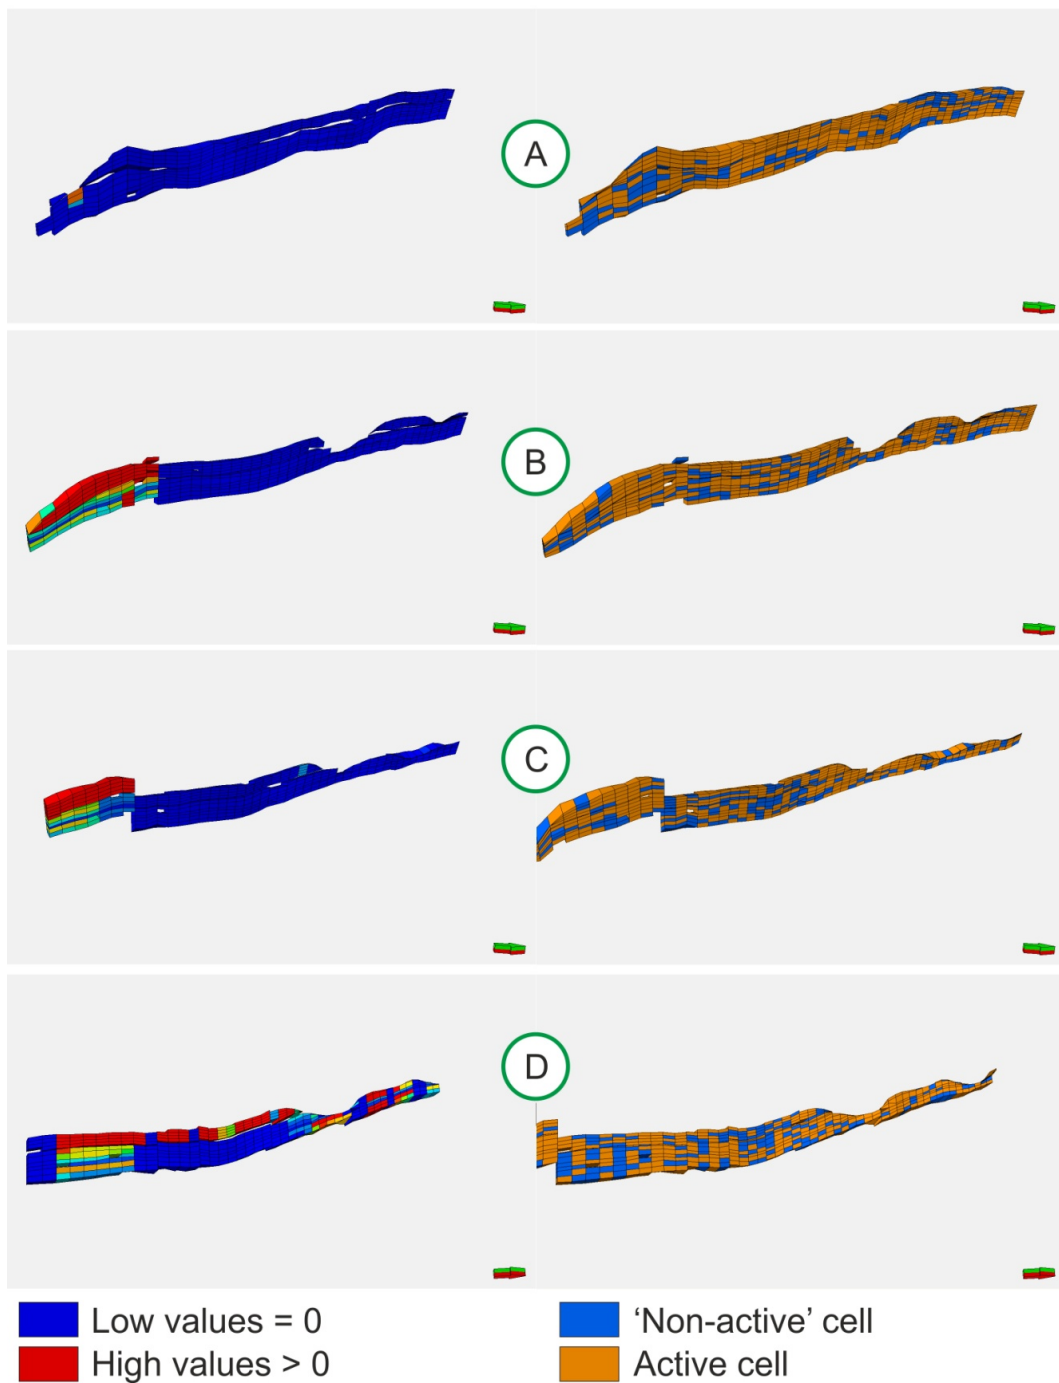 A
B
C
D
Low values = 0
‘Non-active’ cell
High values > 0
Active cell